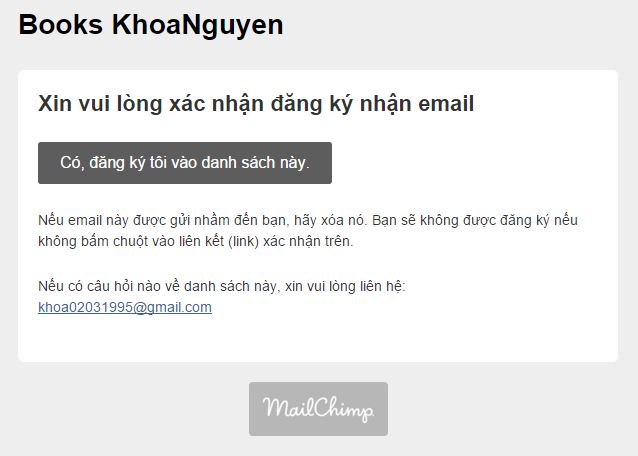 Books KhoaNguyen
Xin vui lòng xác nhận đăng ký nhận email
Có, đăng ký tôi vào danh sách này.
Nếu email này được gửi nhầm đến bạn, hãy xóa nó. Bạn sẽ không được đăng ký nếu
không bấm chuột vào liên kết (link) xác nhận trên.
Nếu có câu hỏi nào về danh sách này, xin vui lòng liên hệ:
khoa02031995@gmail.com
MailChimp